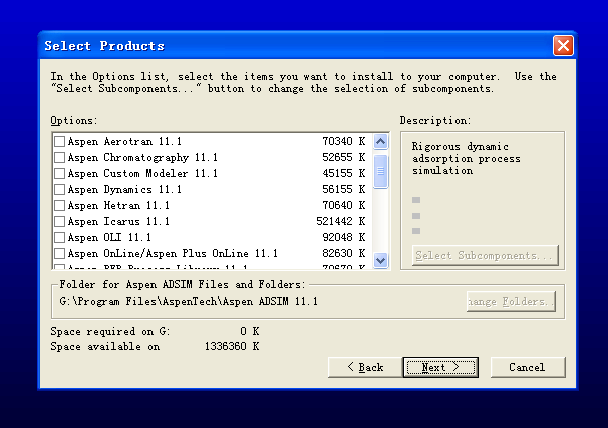 Select Products
In the Options list, select the items you want to install to your computer.  Use the
"Select Subcomponents..." button to change the selection of subcomponents.
Options:
Description:
Aspen Aerotran 11.1 70340 K
Aspen Chromatography 11.1 52655 K
Aspen Custom Modeler 11.1 45155 K
Aspen Dynamics 11.1 56155 K
Aspen Hetran 11.1 70640 K
Aspen Icarus 11.1 521442 K
Aspen OLI 11.1 92048 K
Aspen OnLine/Aspen Plus OnLine 11.1 82630 K
Rigorous dynamic
adsorption process
simulation
Select Subcomponents...
Folder for Aspen ADSIM Files and Folders:
G:\Program Files\AspenTech\Aspen ADSIM 11.1
hange Folders..
Space required on G: 0 K
Space available on 1336360 K
< Back
Next >
Cancel